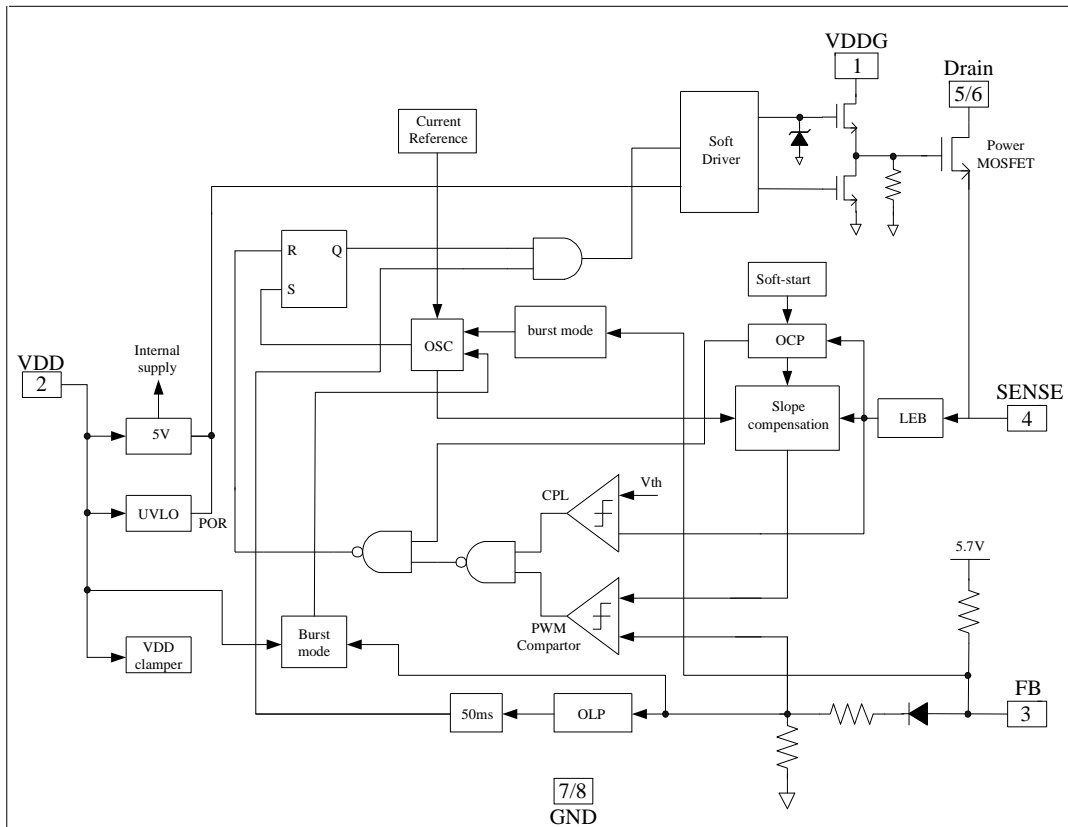 VDDG
1
Drain
5/6
Current
Reference
Soft
Driver
Power
MOSFET
R
Q
S
Soft-start
OSC
burst mode
OCP
VDD
2
Internal
supply
5V
Slope
compensation
LEB
SENSE
4
UVLO
POR
CPL
Vth
5.7V
Burst
mode
PWM
Compartor
VDD
clamper
50ms
OLP
FB
3
7/8
GND